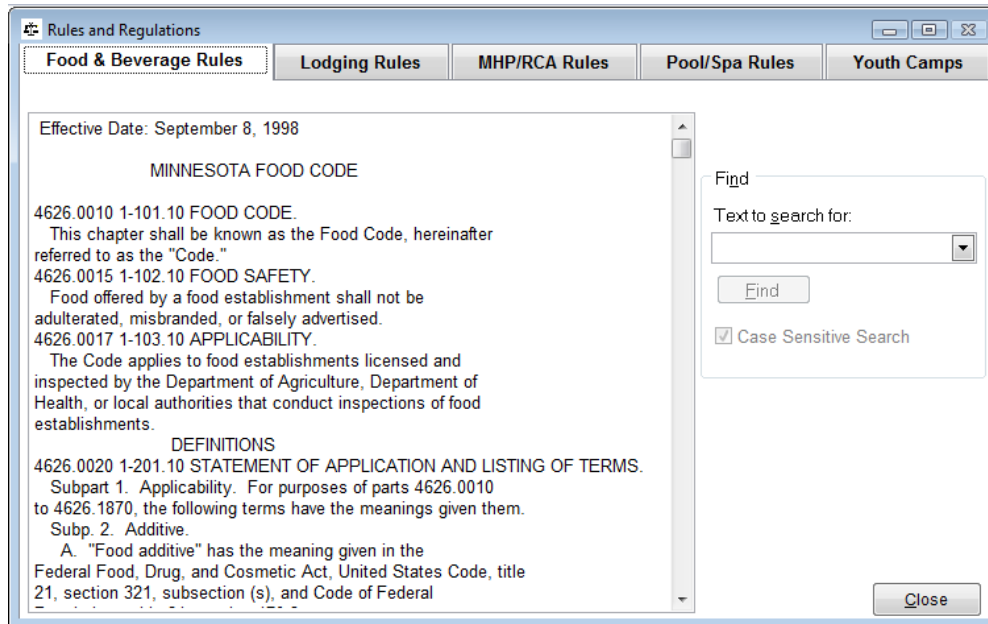 Rules and Regulations
Food & Beverage Rules
Lodging Rules
MHP/RCA Rules
Pool/Spa Rules
Youth Camps
Effective Date: September 8, 1998
MINNESOTA FOOD CODE
4626.0010 1-101.10 FOOD CODE.
This chapter shall be known as the Food Code, hereinafter
referred to as the "Code."
4626.0015 1-102.10 FOOD SAFETY.
Food offered by a food establishment shall not be
adulterated, misbranded, or falsely advertised.
4626.0017 1-103.10 APPLICABILITY.
The Code applies to food establishments licensed and
inspected by the Department of Agriculture, Department of
Health, or local authorities that conduct inspections of food
establishments.
DEFINITIONS
4626.0020 1-201.10 STATEMENT OF APPLICATION AND LISTING OF TERMS.
Subpart 1. Applicability. For purposes of parts 4626.0010
to 4626.1870, the following terms have the meanings given them.
Subp. 2. Additive.
A. "Food additive" has the meaning given in the
Federal Food, Drug, and Cosmetic Act, United States Code, title
21, section 321, subsection (s), and Code of Federal
Find
Text to search for:
Find
Case Sensitive Search
Close